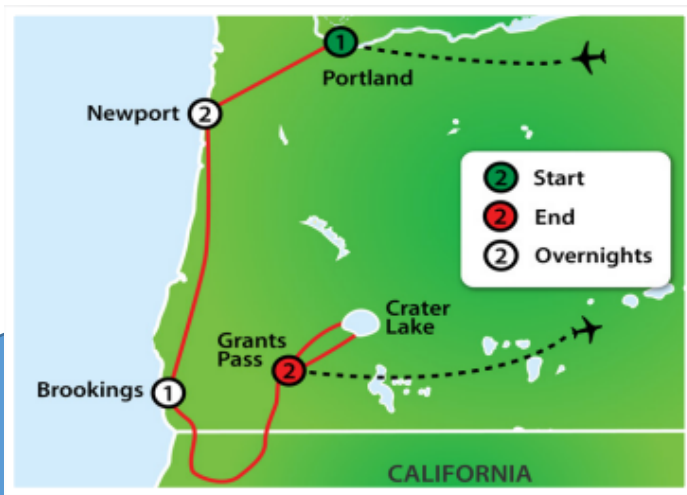 1
Portland
Newport
2
2 Start
2 End
2 Overnights
Crater
Lake
Grants
Pass
2
Brookings
1
CALIFORNIA